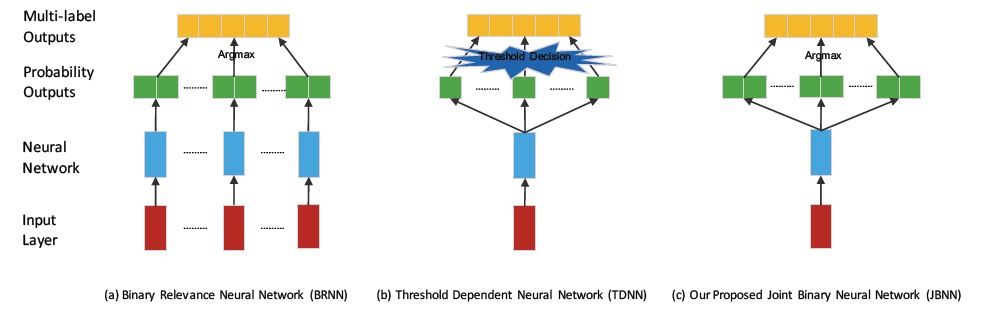 Multi-label
Outputs
Argmax
Threshold Decision
Argmax
Probability
Outputs
Neural
Network
Input
Layer
(a) Binary Relevance Neural Network (BRNN)
(b) Threshold Dependent Neural Network (TDNN)
(c) Our Proposed Joint Binary Neural Network (JBNN)